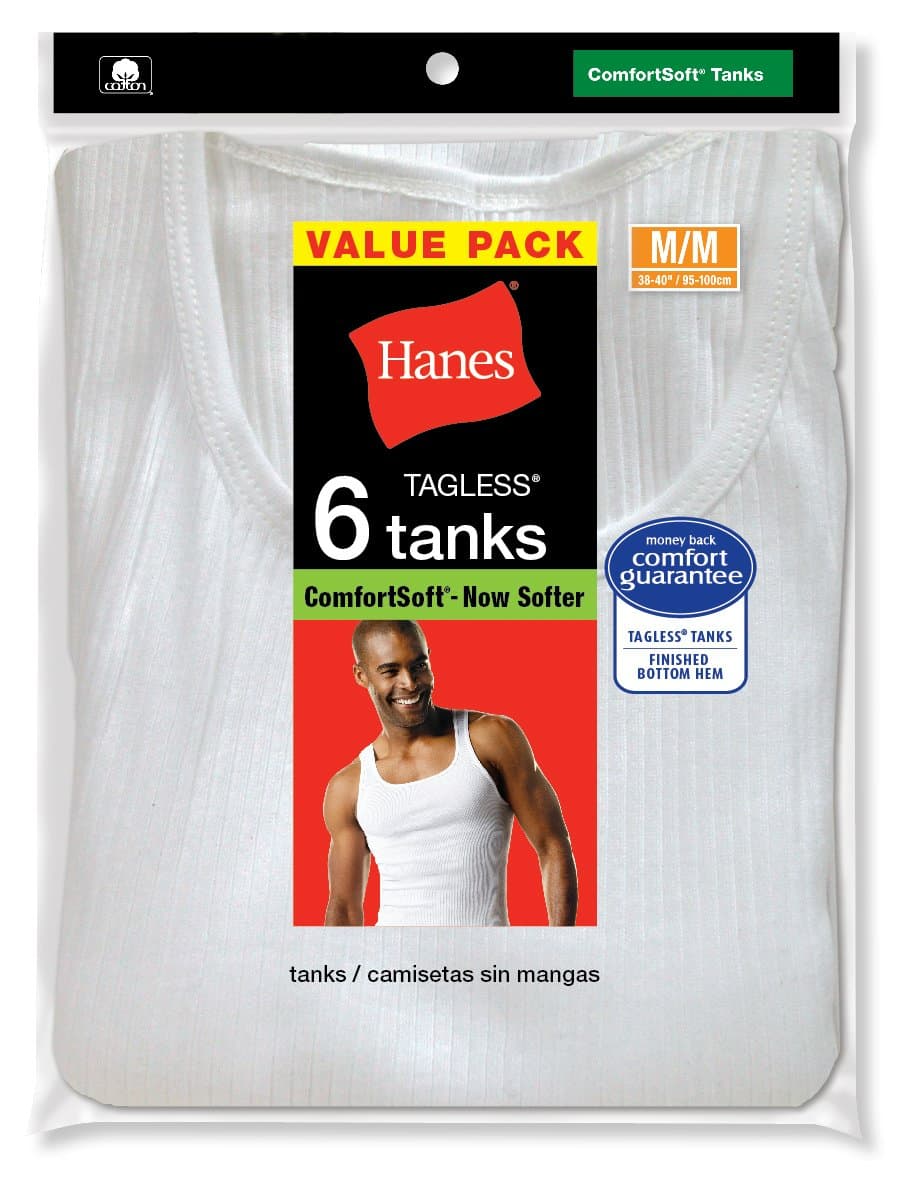 cotton
ComfortSoft® Tanks
VALUE PACK
M/M
38-40" / 95-100cm
Hanes®
6 TAGLESS®
tanks
ComfortSoft®- Now Softer
money back
comfort
guarantee
TAGLESS® TANKS
FINISHED
BOTTOM HEM
tanks / camisetas sin mangas